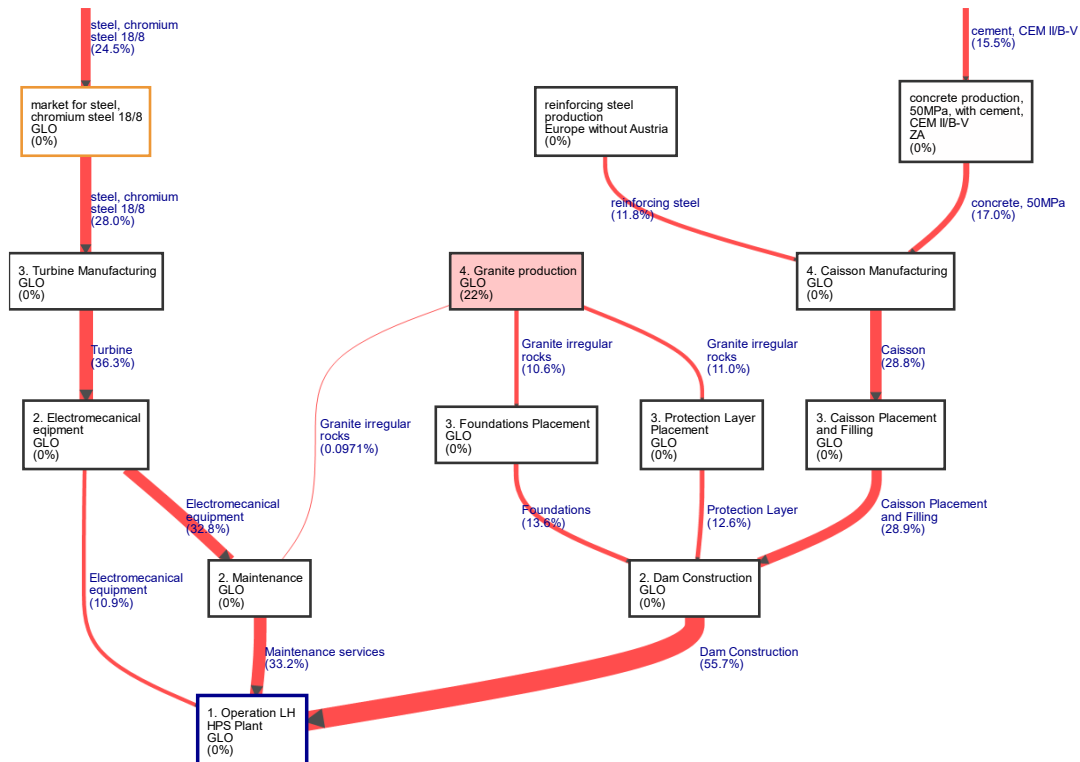 steel, chromium
steel 18/8
(24.5%)
cement, CEM II/B-V
(15.5%)
market for steel,
chromium steel 18/8
GLO
(0%)
reinforcing steel
production
Europe without Austria
(0%)
concrete production,
50MPa, with cement,
CEM II/B-V
ZA
(0%)
steel, chromium
steel 18/8
(28.0%)
reinforcing steel
(11.8%)
concrete, 50MPa
(17.0%)
3. Turbine Manufacturing
GLO
(0%)
4. Granite production
GLO
(22%)
4. Caisson Manufacturing
GLO
(0%)
Turbine
(36.3%)
Granite irregular
rocks
(10.6%)
Granite irregular
rocks
(11.0%)
Caisson
(28.8%)
2. Electromecanical
eqipment
GLO
(0%)
Granite irregular
rocks
(0.0971%)
3. Foundations Placement
GLO
(0%)
3. Protection Layer
Placement
GLO
(0%)
3. Caisson Placement
and Filling
GLO
(0%)
Electromecanical
equipment
(32.8%)
Foundations
(13.6%)
Protection Layer
(12.6%)
Caisson Placement
and Filling
(28.9%)
Electromecanical
equipment
(10.9%)
2. Maintenance
GLO
(0%)
2. Dam Construction
GLO
(0%)
Maintenance services
(33.2%)
Dam Construction
(55.7%)
1. Operation LH
HPS Plant
GLO
(0%)